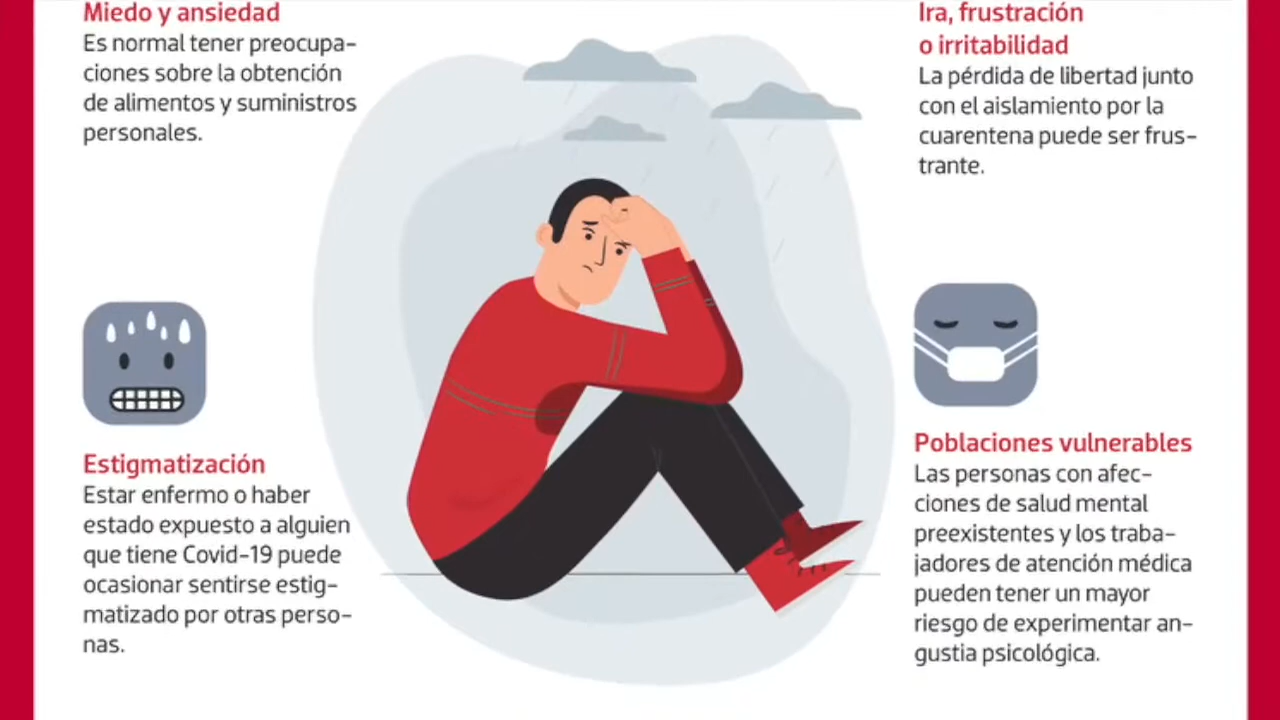 Miedo y ansiedad
Es normal tener preocupa-
ciones sobre la obtención
de alimentos y suministros
personales.
Ira, frustración
o irritabilidad
La pérdida de libertad junto
con el aislamiento por la
cuarentena puede ser frus-
trante.
Estigmatización
Estar enfermo o haber
estado expuesto a alguien
que tiene Covid-19 puede
ocasionar sentirse estig-
matizado por otras perso-
nas.
Poblaciones vulnerables
Las personas con afec-
ciones de salud mental
preexistentes y los traba-
jadores de atención médica
pueden tener un mayor
riesgo de experimentar an-
gustia psicológica.